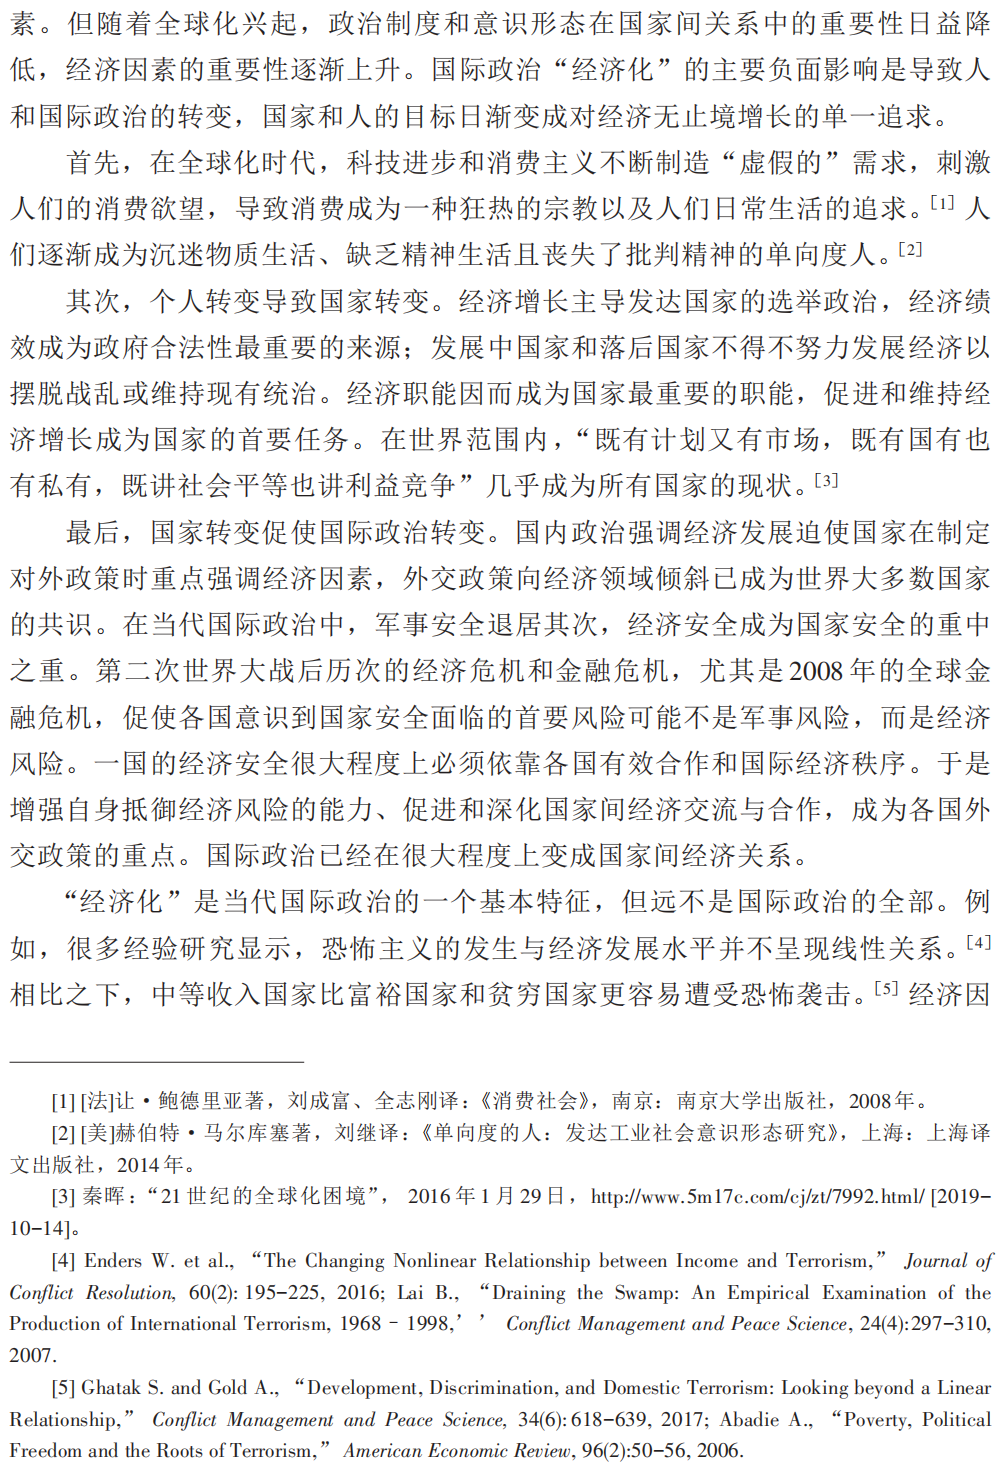 素。但随着全球化兴起，政治制度和意识形态在国家间关系中的重要性日益降
低，经济因素的重要性逐渐上升。国际政治“经济化”的主要负面影响是导致人
和国际政治的转变，国家和人的目标日渐变成对经济无止境增长的单一追求。
首先，在全球化时代，科技进步和消费主义不断制造“虚假的”需求，刺激
人们的消费欲望，导致消费成为一种狂热的宗教以及人们日常生活的追求。[1] 人
们逐渐成为沉迷物质生活、缺乏精神生活且丧失了批判精神的单向度人。[2]
其次，个人转变导致国家转变。经济增长主导发达国家的选举政治，经济绩
效成为政府合法性最重要的来源；发展中国家和落后国家不得不努力发展经济以
摆脱战乱或维持现有统治。经济职能因而成为国家最重要的职能，促进和维持经
济增长成为国家的首要任务。在世界范围内，“既有计划又有市场，既有国有也
有私有，既讲社会平等也讲利益竞争”几乎成为所有国家的现状。[3]
最后，国家转变促使国际政治转变。国内政治强调经济发展迫使国家在制定
对外政策时重点强调经济因素，外交政策向经济领域倾斜已成为世界大多数国家
的共识。在当代国际政治中，军事安全退居其次，经济安全成为国家安全的重中
之重。第二次世界大战后历次的经济危机和金融危机，尤其是 2008 年的全球金
融危机，促使各国意识到国家安全面临的首要风险可能不是军事风险，而是经济
风险。一国的经济安全很大程度上必须依靠各国有效合作和国际经济秩序。于是
增强自身抵御经济风险的能力、促进和深化国家间经济交流与合作，成为各国外
交政策的重点。国际政治已经在很大程度上变成国家间经济关系。
“经济化”是当代国际政治的一个基本特征，但远不是国际政治的全部。例
如，很多经验研究显示，恐怖主义的发生与经济发展水平并不呈现线性关系。[4]
相比之下，中等收入国家比富裕国家和贫穷国家更容易遭受恐怖袭击。[5] 经济因
[1] [法]让·鲍德里亚著，刘成富、全志刚译：《消费社会》，南京：南京大学出版社，2008年。
[2] [美]赫伯特·马尔库塞著，刘继译：《单向度的人：发达工业社会意识形态研究》，上海：上海译
文出版社，2014年。
[3] 秦晖：“21世纪的全球化困境”，2016年1月29日，http://www.5m17c.com/cj/zt/7992.html/ [2019-
10-14]。
[4] Enders W. et al., “The Changing Nonlinear Relationship between Income and Terrorism,” Journal of
Conflict Resolution, 60(2): 195-225, 2016; Lai B., “Draining the Swamp: An Empirical Examination of the
Production of International Terrorism, 1968–1998,’’ Conflict Management and Peace Science, 24(4):297-310,
2007.
[5] Ghatak S. and Gold A., “Development, Discrimination, and Domestic Terrorism: Looking beyond a Linear
Relationship,” Conflict Management and Peace Science, 34(6):618-639, 2017; Abadie A., “Poverty, Political
Freedom and the Roots of Terrorism,” American Economic Review, 96(2):50-56, 2006.